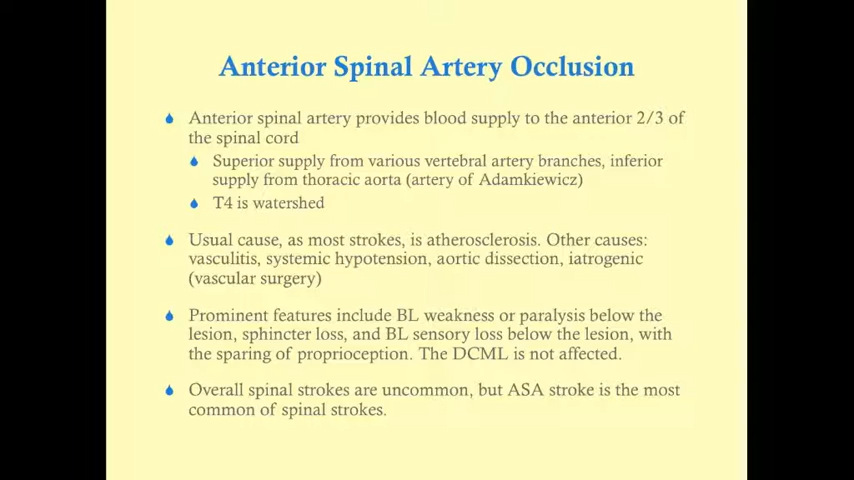 Anterior Spinal Artery Occlusion
Anterior spinal artery provides blood supply to the anterior 2/3 of
the spinal cord
Superior supply from various vertebral artery branches, inferior
supply from thoracic aorta (artery of Adamkiewicz)
T4 is watershed
Usual cause, as most strokes, is atherosclerosis. Other causes:
vasculitis, systemic hypotension, aortic dissection, iatrogenic
(vascular surgery)
Prominent features include BL weakness or paralysis below the
lesion, sphincter loss, and BL sensory loss below the lesion, with
the sparing of proprioception. The DCML is not affected.
Overall spinal strokes are uncommon, but ASA stroke is the most
common of spinal strokes.